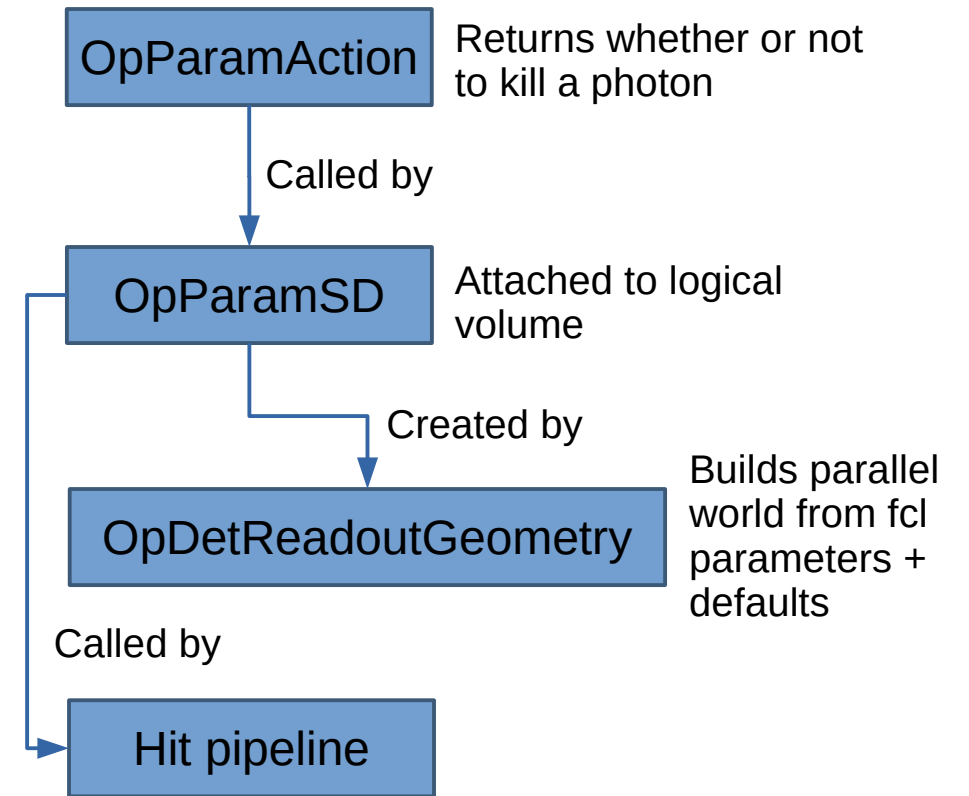 OpParamAction
Returns whether or not
to kill a photon
Called by
OpParamSD
Attached to logical
volume
Created by
OpDetReadoutGeometry
Builds parallel
world from fcl
parameters +
defaults
Called by
Hit pipeline